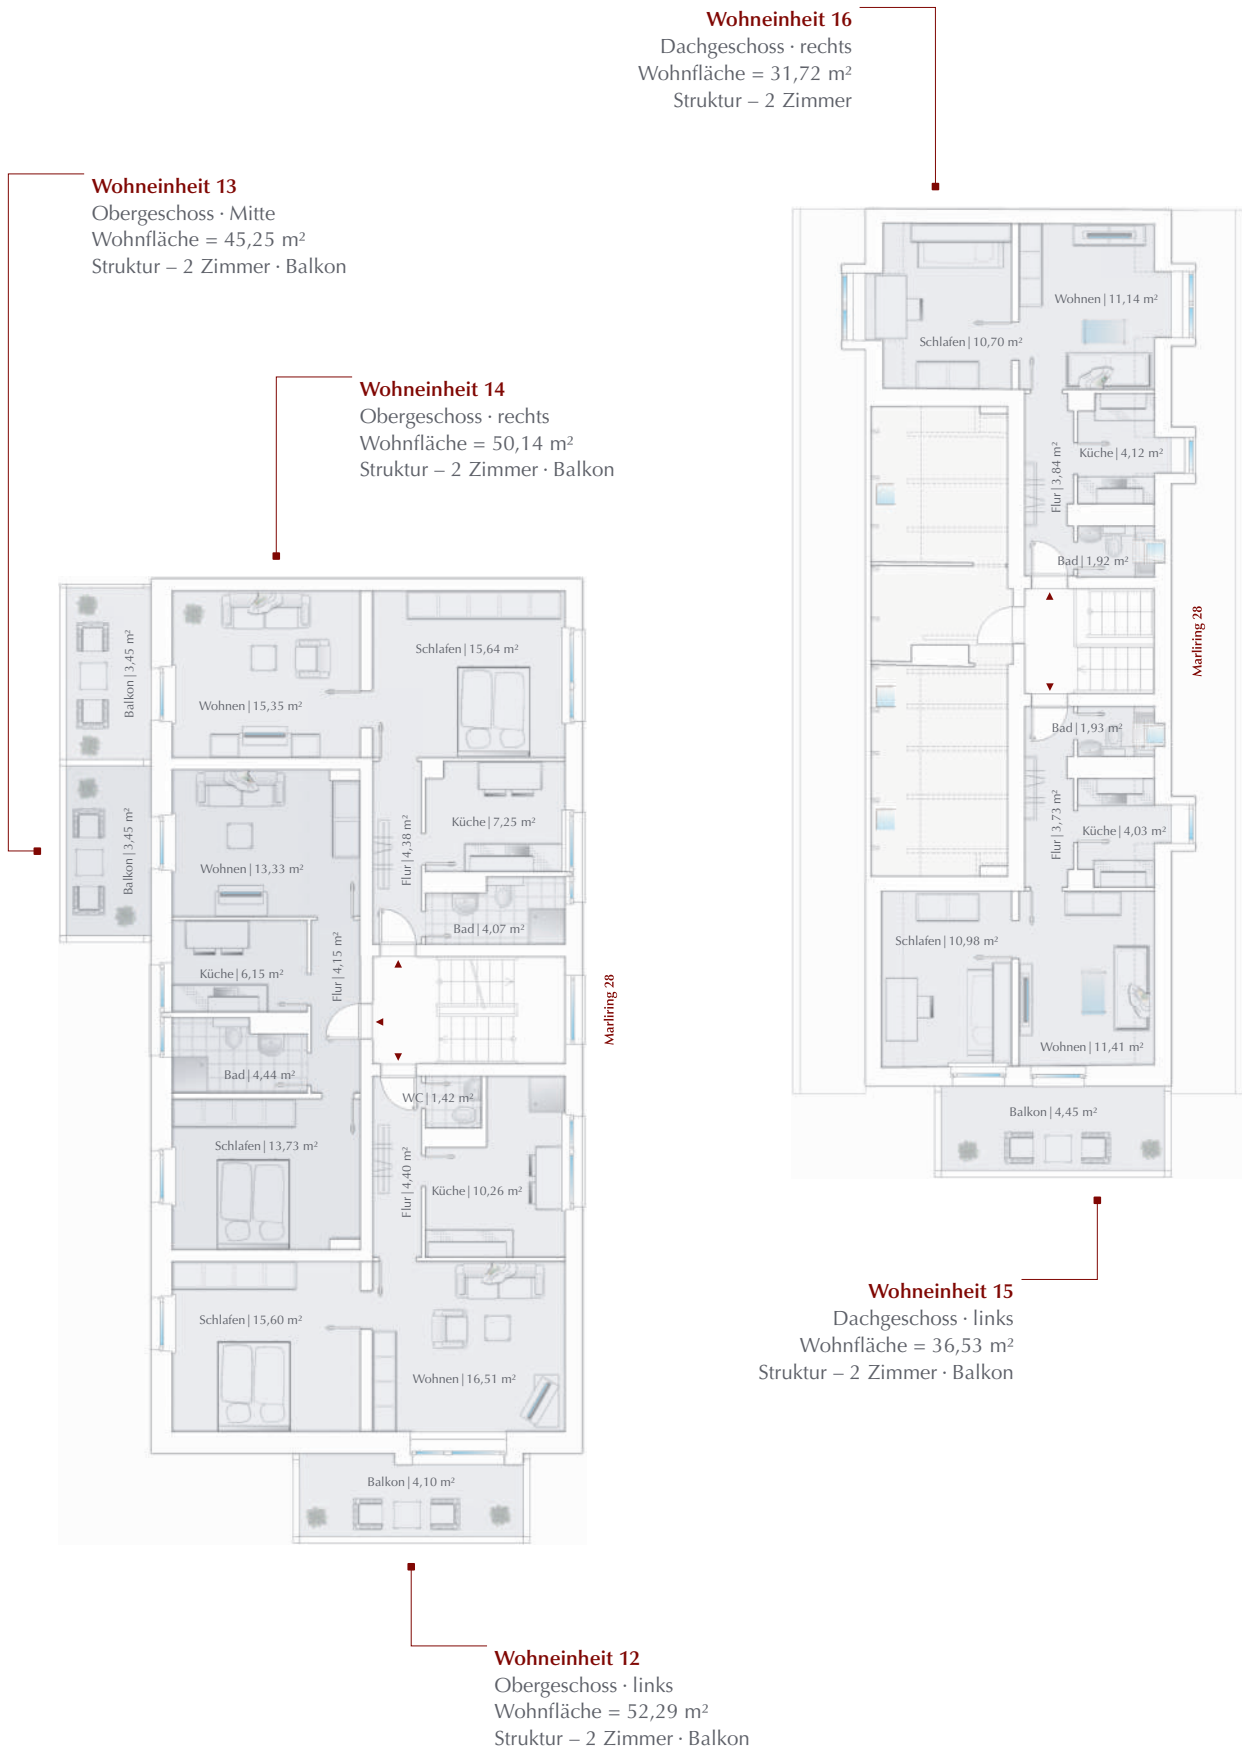 Wohneinheit 16
Dachgeschoss · rechts
Wohnfläche = 31,72 m²
Struktur – 2 Zimmer
Wohneinheit 13
Obergeschoss · Mitte
Wohnfläche = 45,25 m²
Struktur – 2 Zimmer · Balkon
Wohneinheit 14
Obergeschoss · rechts
Wohnfläche = 50,14 m²
Struktur – 2 Zimmer · Balkon
Balkon | 3,45 m²
Wohnen | 15,35 m²
Schlafen | 15,64 m²
Küche | 7,25 m²
Flur | 4,38 m²
Bad | 4,07 m²
Balkon | 3,45 m²
Wohnen | 13,33 m²
Küche | 6,15 m²
Flur | 4,15 m²
Bad | 4,44 m²
Schlafen | 13,73 m²
Marliring 28
WC | 1,42 m²
Flur | 4,40 m²
Küche | 10,26 m²
Schlafen | 15,60 m²
Wohnen | 16,51 m²
Balkon | 4,10 m²
Wohneinheit 12
Obergeschoss · links
Wohnfläche = 52,29 m²
Struktur – 2 Zimmer · Balkon
Wohnen | 11,14 m²
Schlafen | 10,70 m²
Küche | 4,12 m²
Flur | 3,84 m²
Bad | 1,92 m²
Marliring 28
Bad | 1,93 m²
Flur | 3,73 m²
Küche | 4,03 m²
Schlafen | 10,98 m²
Wohnen | 11,41 m²
Balkon | 4,45 m²
Wohneinheit 15
Dachgeschoss · links
Wohnfläche = 36,53 m²
Struktur – 2 Zimmer · Balkon